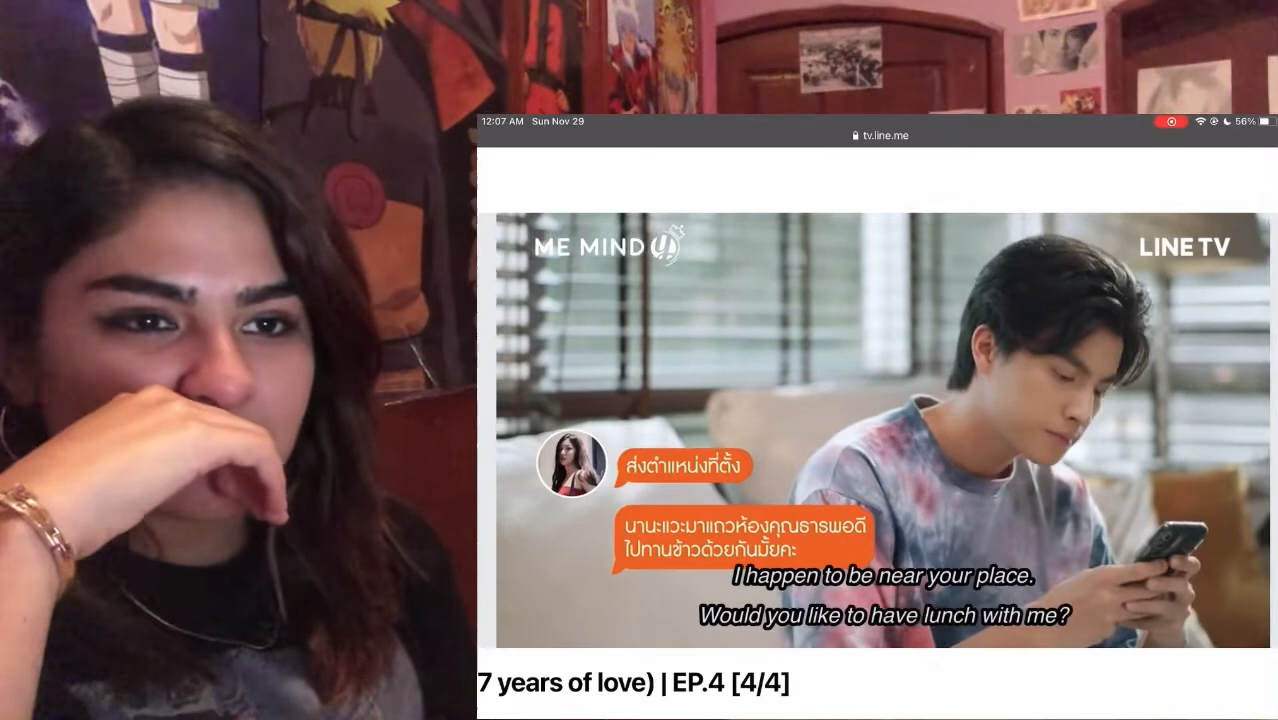 12:07 AM Sun Nov 29
56%
tv.line.me
ME MIND
LINE TV
ส่งตำแหน่งที่ตั้ง
นานะแวะมาแถวห้องคุณธารพอดี
ไปทานข้าวด้วยกันมั้ยคะ
I happen to be near your place.
Would you like to have lunch with me?
7 years of love) | EP.4 [4/4]